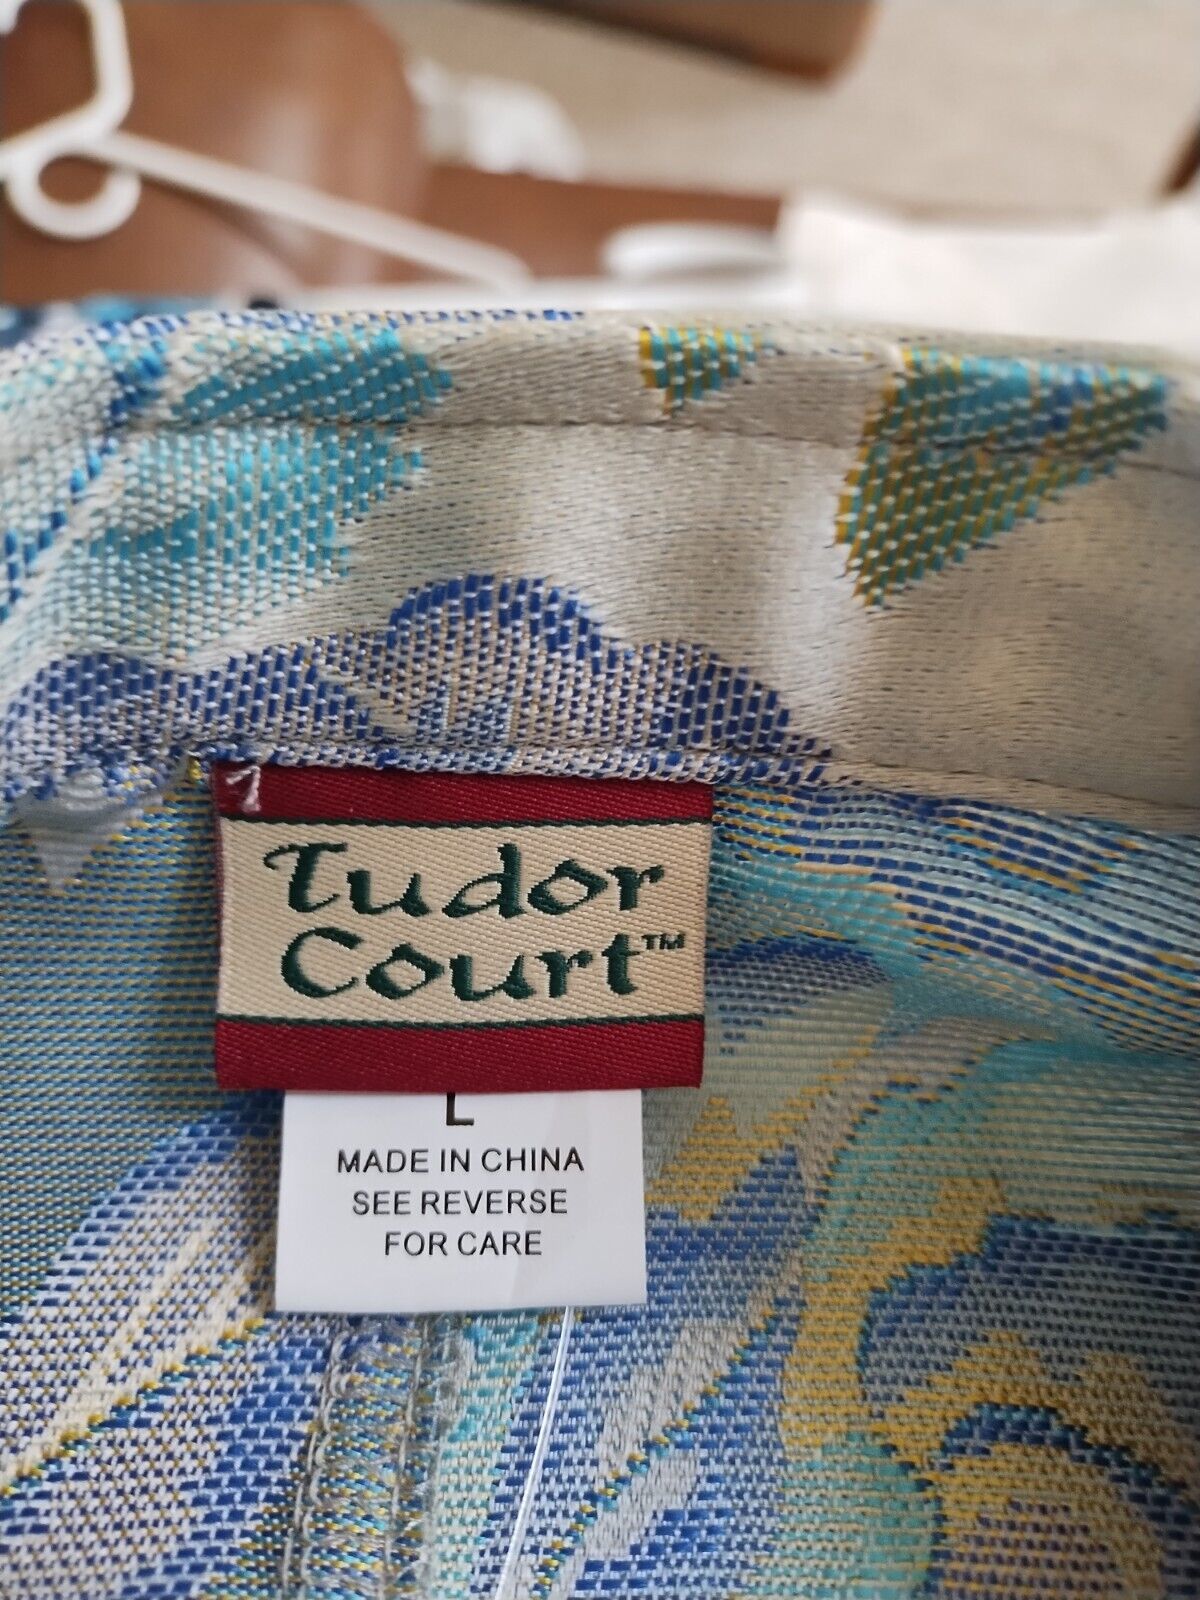 Tudor
Court™
L
MADE IN CHINA
SEE REVERSE
FOR CARE